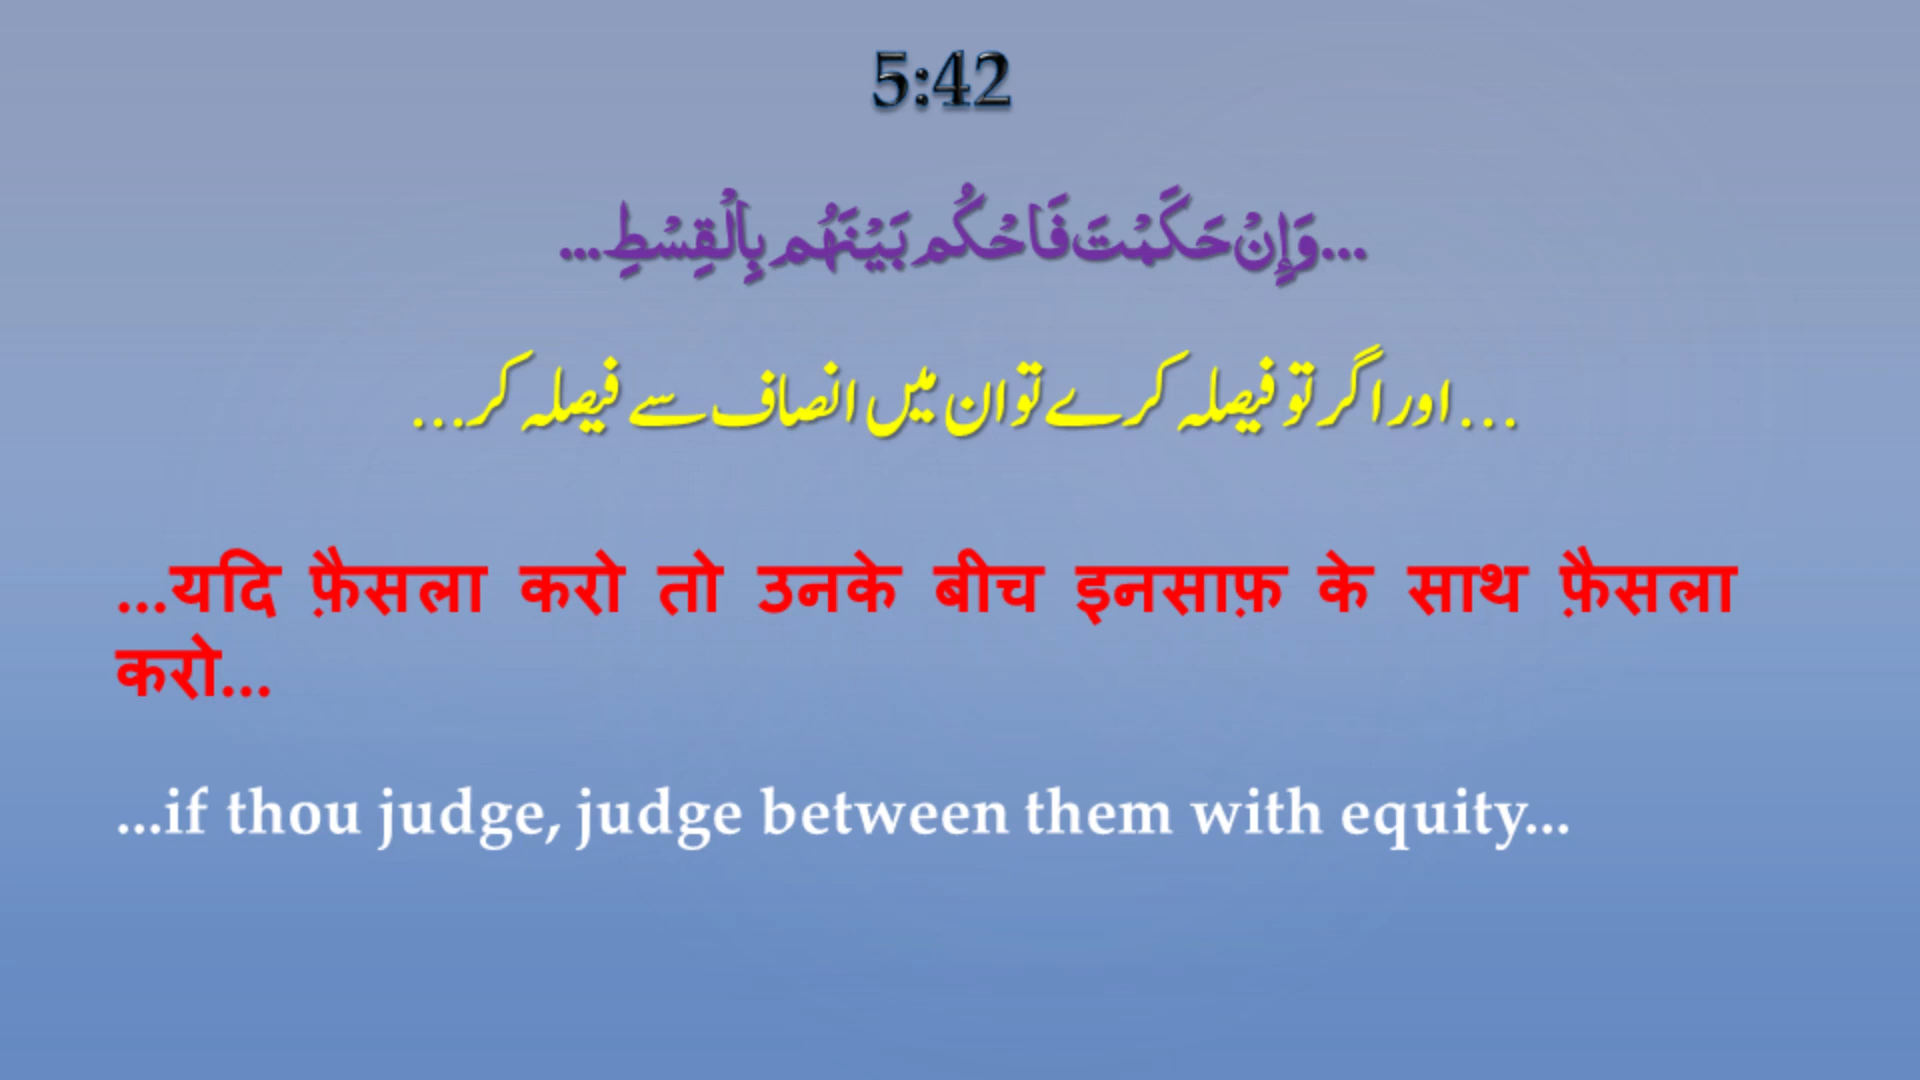 5:42
...وَإِنْ حَكَمْتَ فَاحْكُم بَيْنَهُم بِالْقِسْطِ...
...اور اگر تو فیصلہ کرے تو ان میں انصاف سے فیصلہ کر...
...यदि फ़ैसला करो तो उनके बीच इनसाफ़ के साथ फ़ैसला
करो...
...if thou judge, judge between them with equity...